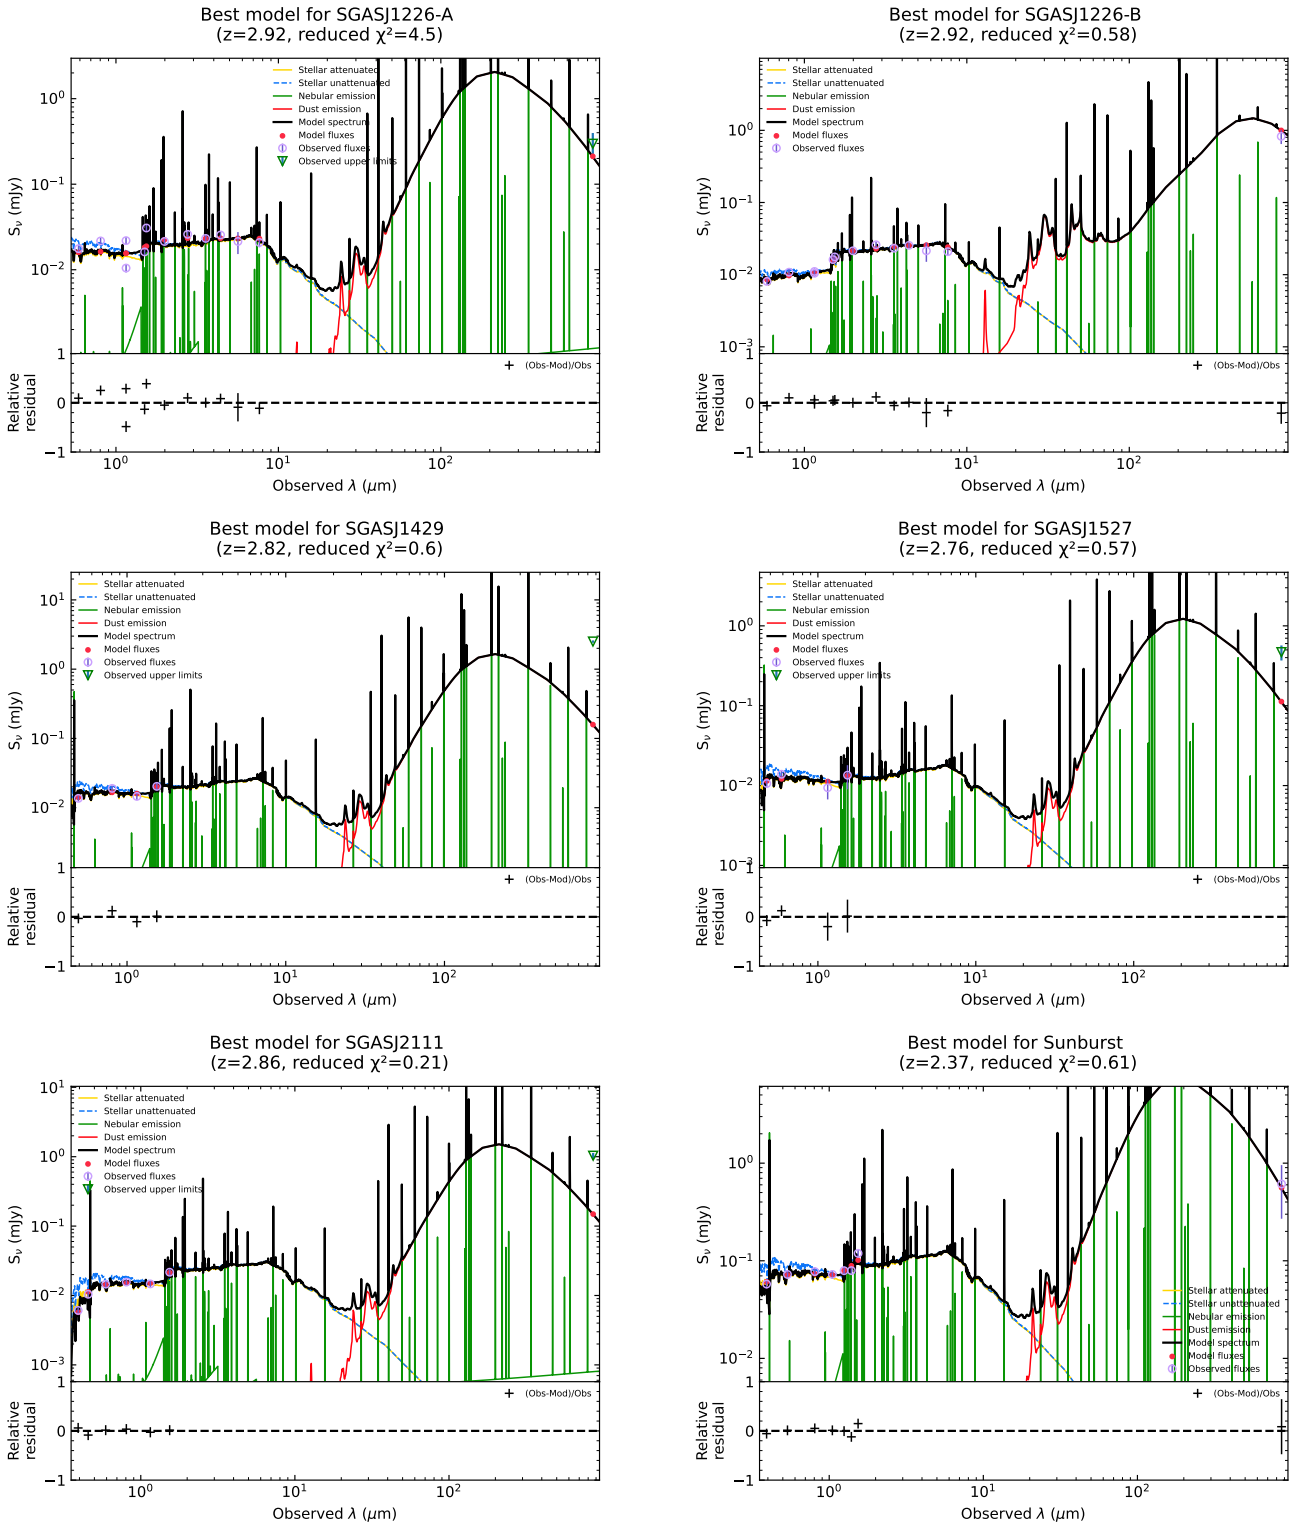 Best model for SGASJ1226-A
(z=2.92, reduced χ²=4.5)
Stellar attenuated
Stellar unattenuated
Nebular emission
Dust emission
Model spectrum
Model fluxes
Observed fluxes
Observed upper limits
10⁰
10⁻¹
10⁻²
Sν (mJy)
1
0
−1
Relative residual
(Obs-Mod)/Obs
10⁰ 10¹ 10²
Observed λ (μm)
Best model for SGASJ1226-B
(z=2.92, reduced χ²=0.58)
Stellar attenuated
Stellar unattenuated
Nebular emission
Dust emission
Model spectrum
Model fluxes
Observed fluxes
10⁰
10⁻¹
10⁻²
10⁻³
Sν (mJy)
1
0
−1
Relative residual
(Obs-Mod)/Obs
10⁰ 10¹ 10²
Observed λ (μm)
Best model for SGASJ1429
(z=2.82, reduced χ²=0.6)
Stellar attenuated
Stellar unattenuated
Nebular emission
Dust emission
Model spectrum
Model fluxes
Observed fluxes
Observed upper limits
10¹
10⁰
10⁻¹
10⁻²
Sν (mJy)
1
0
−1
Relative residual
(Obs-Mod)/Obs
10⁰ 10¹ 10²
Observed λ (μm)
Best model for SGASJ1527
(z=2.76, reduced χ²=0.57)
Stellar attenuated
Stellar unattenuated
Nebular emission
Dust emission
Model spectrum
Model fluxes
Observed fluxes
Observed upper limits
10⁰
10⁻¹
10⁻²
10⁻³
Sν (mJy)
1
0
−1
Relative residual
(Obs-Mod)/Obs
10⁰ 10¹ 10²
Observed λ (μm)
Best model for SGASJ2111
(z=2.86, reduced χ²=0.21)
Stellar attenuated
Stellar unattenuated
Nebular emission
Dust emission
Model spectrum
Model fluxes
Observed fluxes
Observed upper limits
10¹
10⁰
10⁻¹
10⁻²
10⁻³
Sν (mJy)
1
0
−1
Relative residual
(Obs-Mod)/Obs
10⁰ 10¹ 10²
Observed λ (μm)
Best model for Sunburst
(z=2.37, reduced χ²=0.61)
10⁰
10⁻¹
10⁻²
Sν (mJy)
Stellar attenuated
Stellar unattenuated
Nebular emission
Dust emission
Model spectrum
Model fluxes
Observed fluxes
1
0
−1
Relative residual
(Obs-Mod)/Obs
10⁰ 10¹ 10²
Observed λ (μm)